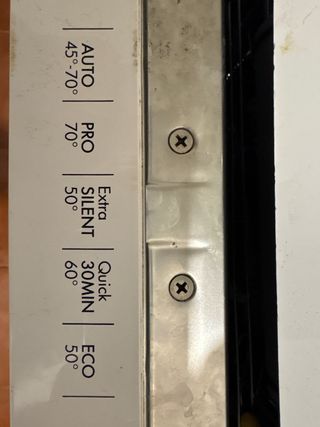 AUTO
45°-70°
PRO
70°
Extra
SILENT
50°
Quick
30MIN
60°
ECO
50°